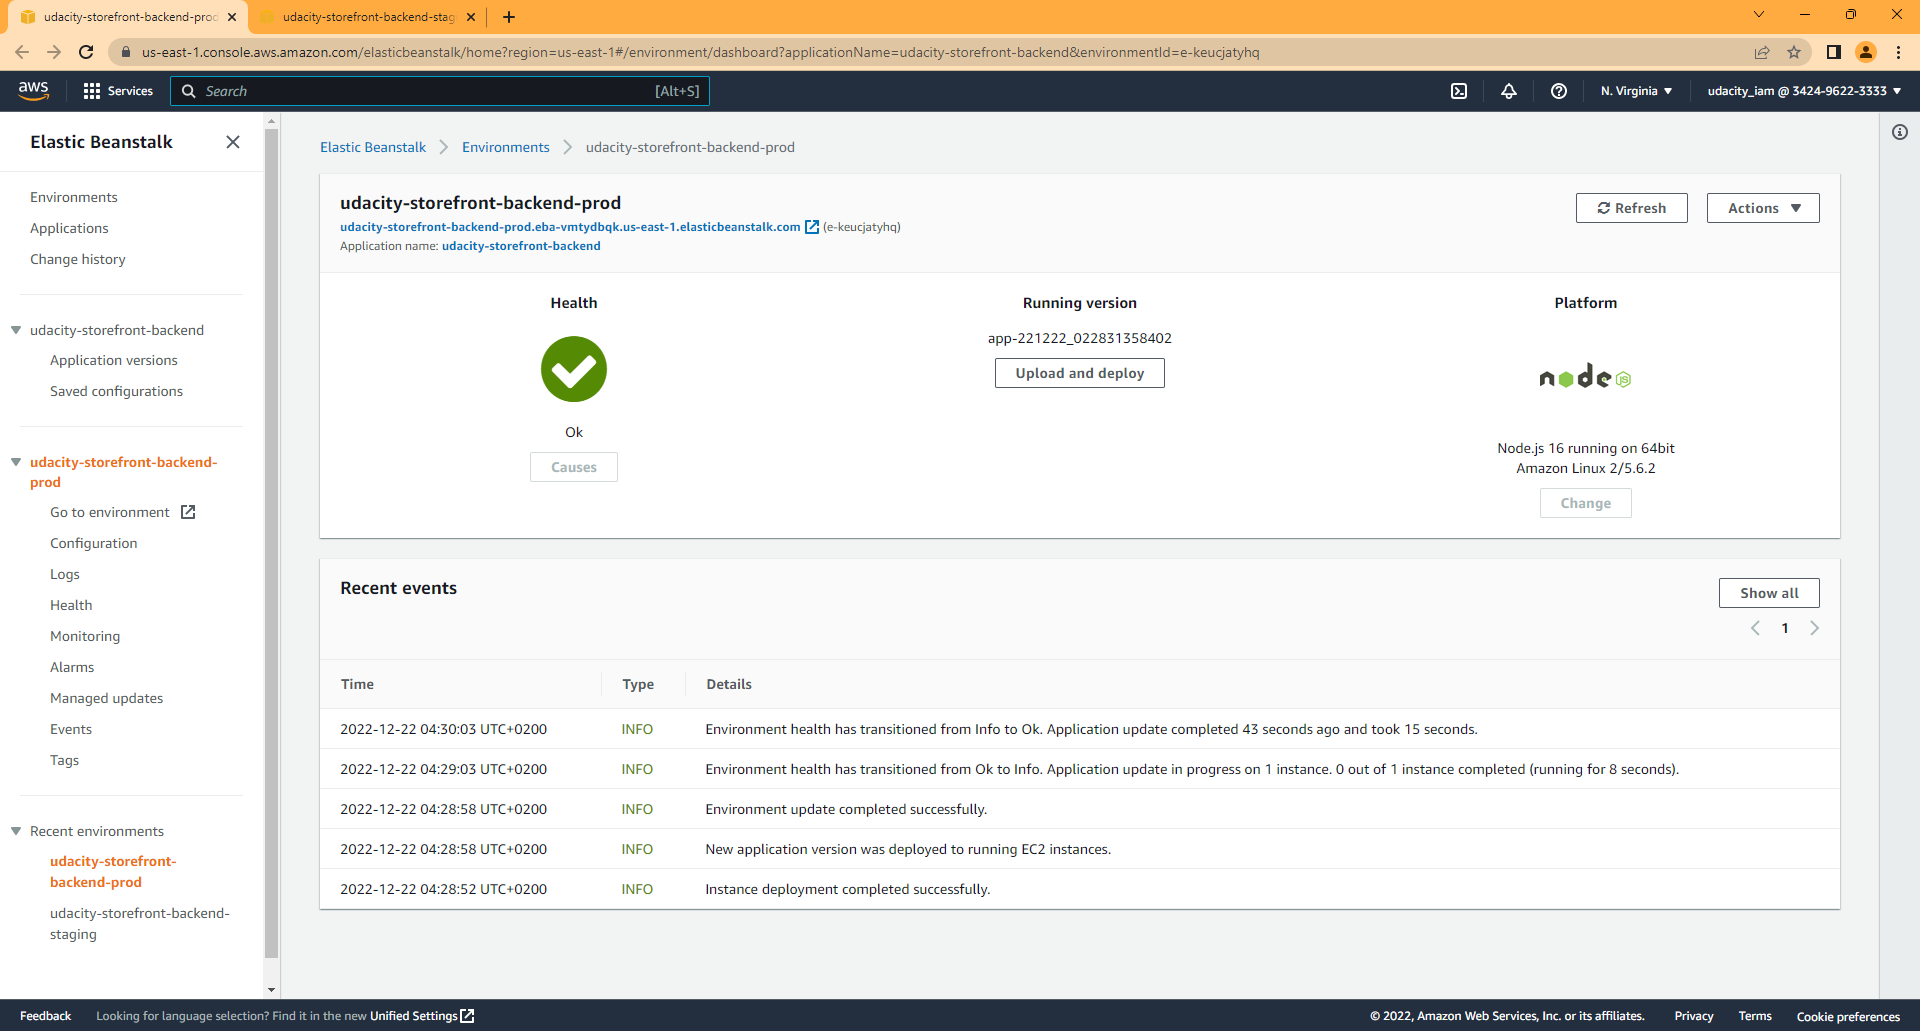 udacity-storefront-backend-prod
udacity-storefront-backend-stag
us-east-1.console.aws.amazon.com/elasticbeanstalk/home?region=us-east-1#/environment/dashboard?applicationName=udacity-storefront-backend&environmentId=e-keucjatyhq
aws
Services
Search
[Alt+S]
N. Virginia
udacity_iam @ 3424-9622-3333
Elastic Beanstalk
Environments
Applications
Change history
udacity-storefront-backend
Application versions
Saved configurations
udacity-storefront-backend-
prod
Go to environment
Configuration
Logs
Health
Monitoring
Alarms
Managed updates
Events
Tags
Recent environments
udacity-storefront-
backend-prod
udacity-storefront-backend-
staging
Elastic Beanstalk
Environments
udacity-storefront-backend-prod
udacity-storefront-backend-prod
udacity-storefront-backend-prod.eba-vmtydbqk.us-east-1.elasticbeanstalk.com (e-keucjatyhq)
Application name: udacity-storefront-backend
Refresh
Actions
Health
Ok
Causes
Running version
app-221222_022831358402
Upload and deploy
Platform
node JS
Node.js 16 running on 64bit
Amazon Linux 2/5.6.2
Change
Recent events
Show all
1
Time Type Details
2022-12-22 04:30:03 UTC+0200 INFO Environment health has transitioned from Info to Ok. Application update completed 43 seconds ago and took 15 seconds.
2022-12-22 04:29:03 UTC+0200 INFO Environment health has transitioned from Ok to Info. Application update in progress on 1 instance. 0 out of 1 instance completed (running for 8 seconds).
2022-12-22 04:28:58 UTC+0200 INFO Environment update completed successfully.
2022-12-22 04:28:58 UTC+0200 INFO New application version was deployed to running EC2 instances.
2022-12-22 04:28:52 UTC+0200 INFO Instance deployment completed successfully.
Feedback
Looking for language selection? Find it in the new Unified Settings
© 2022, Amazon Web Services, Inc. or its affiliates.
Privacy
Terms
Cookie preferences